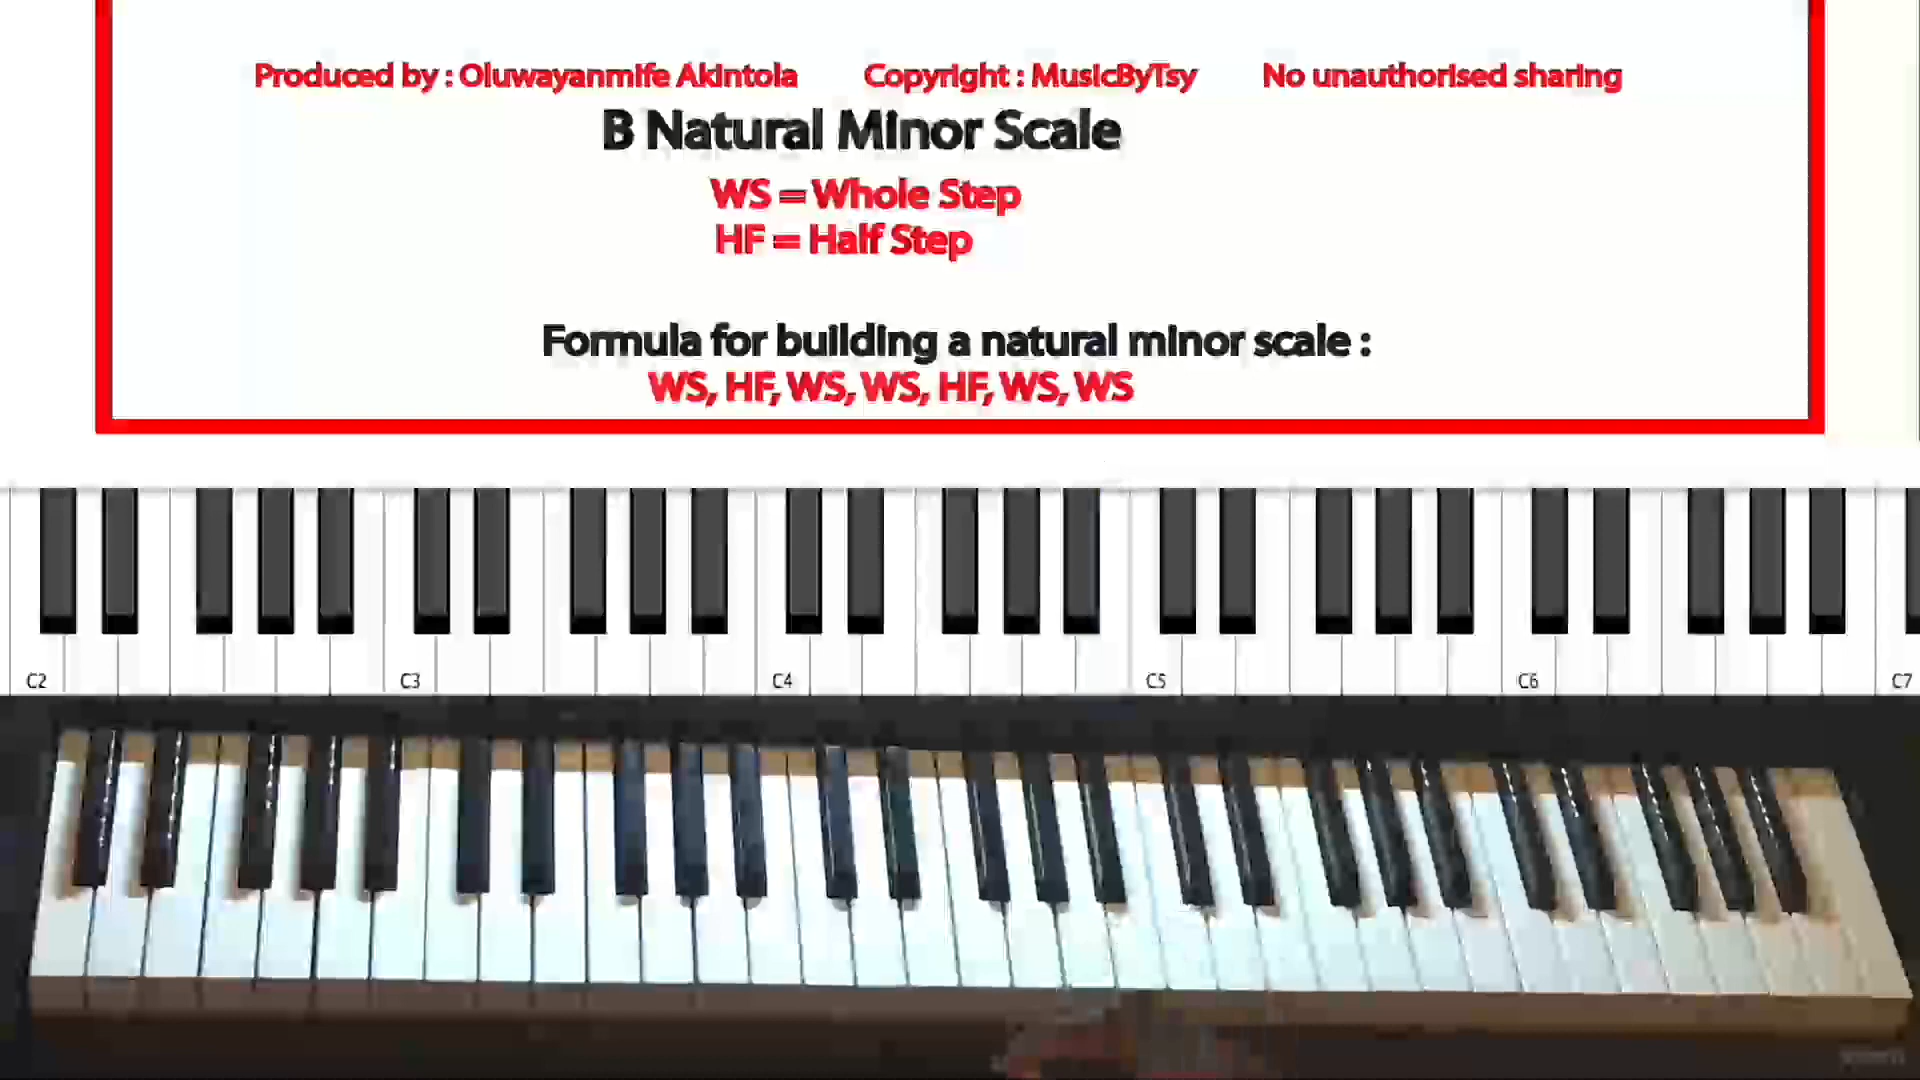 Produced by : Oluwayanmife Akintola Copyright : MusicByTsy No unauthorised sharing
B Natural Minor Scale
WS = Whole Step
HF = Half Step
Formula for building a natural minor scale :
WS, HF, WS, WS, HF, WS, WS
C2 C3 C4 C5 C6 C7